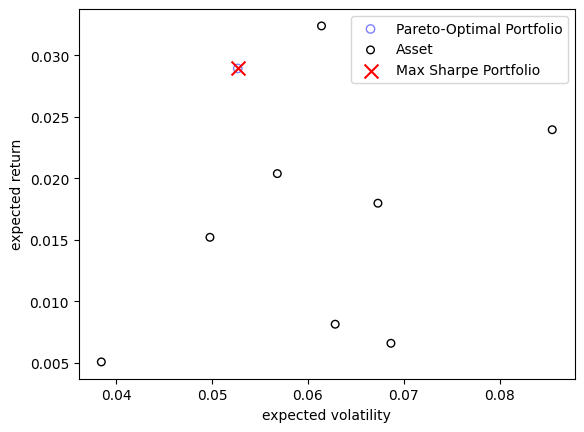 Pareto-Optimal Portfolio
Asset
Max Sharpe Portfolio
expected return
0.030
0.025
0.020
0.015
0.010
0.005
0.04 0.05 0.06 0.07 0.08
expected volatility